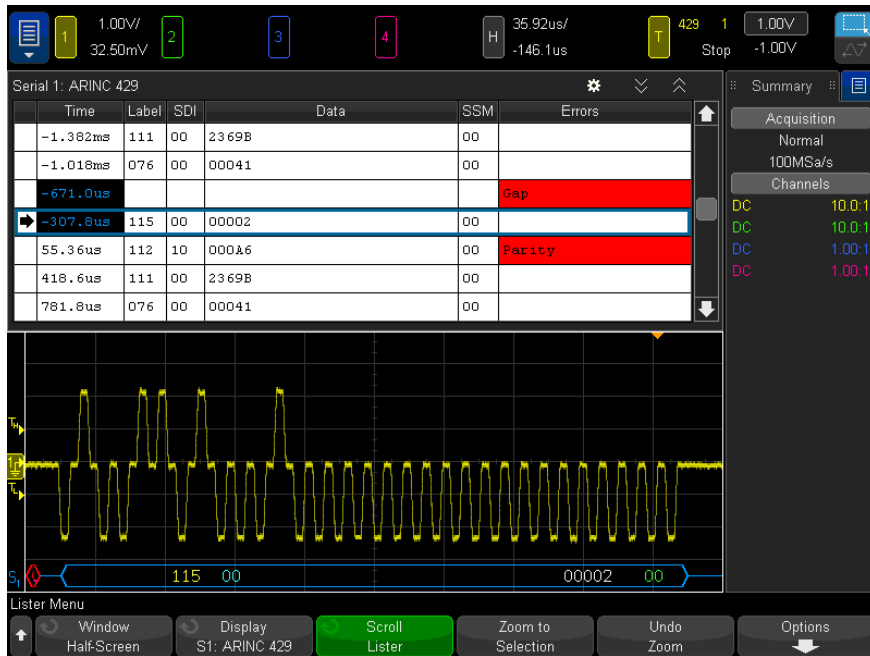 1 1.00V/ 2 3 4 H 35.92us/ T 429 1 1.00V
32.50mV -146.1us Stop -1.00V
Serial 1: ARINC 429
Summary
Time Label SDI Data SSM Errors
-1.382ms 111 00 2369B 00
-1.018ms 076 00 00041 00
-671.0us Gap
-307.8us 115 00 00002 00
55.36us 112 10 000A6 00 Parity
418.6us 111 00 2369B 00
781.8us 076 00 00041 00
Acquisition
Normal
100MSa/s
Channels
DC 10.0:1
DC 10.0:1
DC 1.00:1
DC 1.00:1
TH
1
TL
S1 115 00 00002 00
Lister Menu
Window
Half-Screen
Display
S1: ARINC 429
Scroll
Lister
Zoom to
Selection
Undo
Zoom
Options